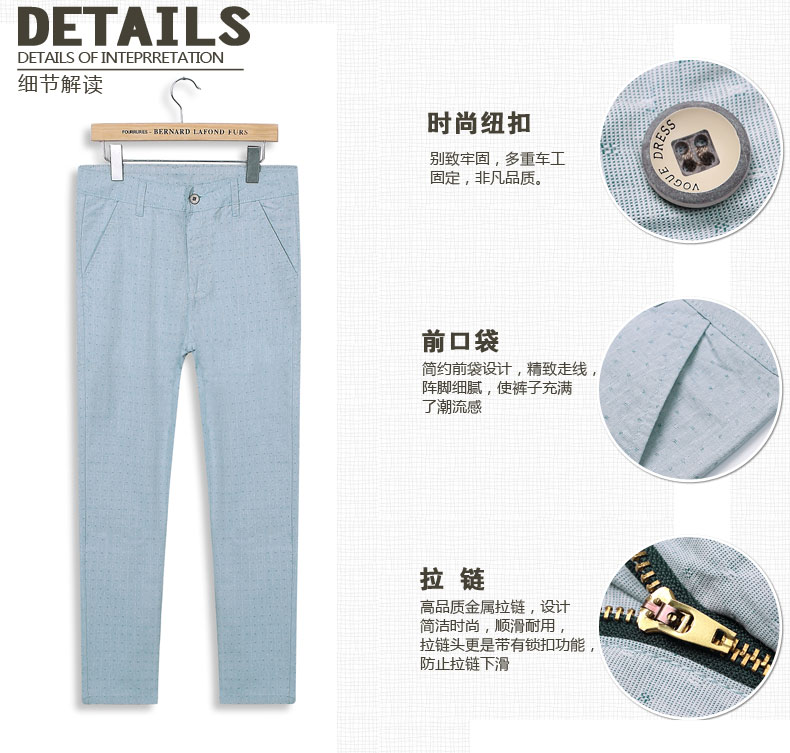 DETAILS
DETAILS OF INTEPRRETATION
细节解读
FOURRURES - BERNARD LAFOND FURS
时尚纽扣
别致牢固，多重车工
固定，非凡品质。
VOGUE DRESS
前口袋
简约前袋设计，精致走线，
阵脚细腻，使裤子充满
了潮流感
拉 链
高品质金属拉链，设计
简洁时尚，顺滑耐用，
拉链头更是带有锁扣功能，
防止拉链下滑